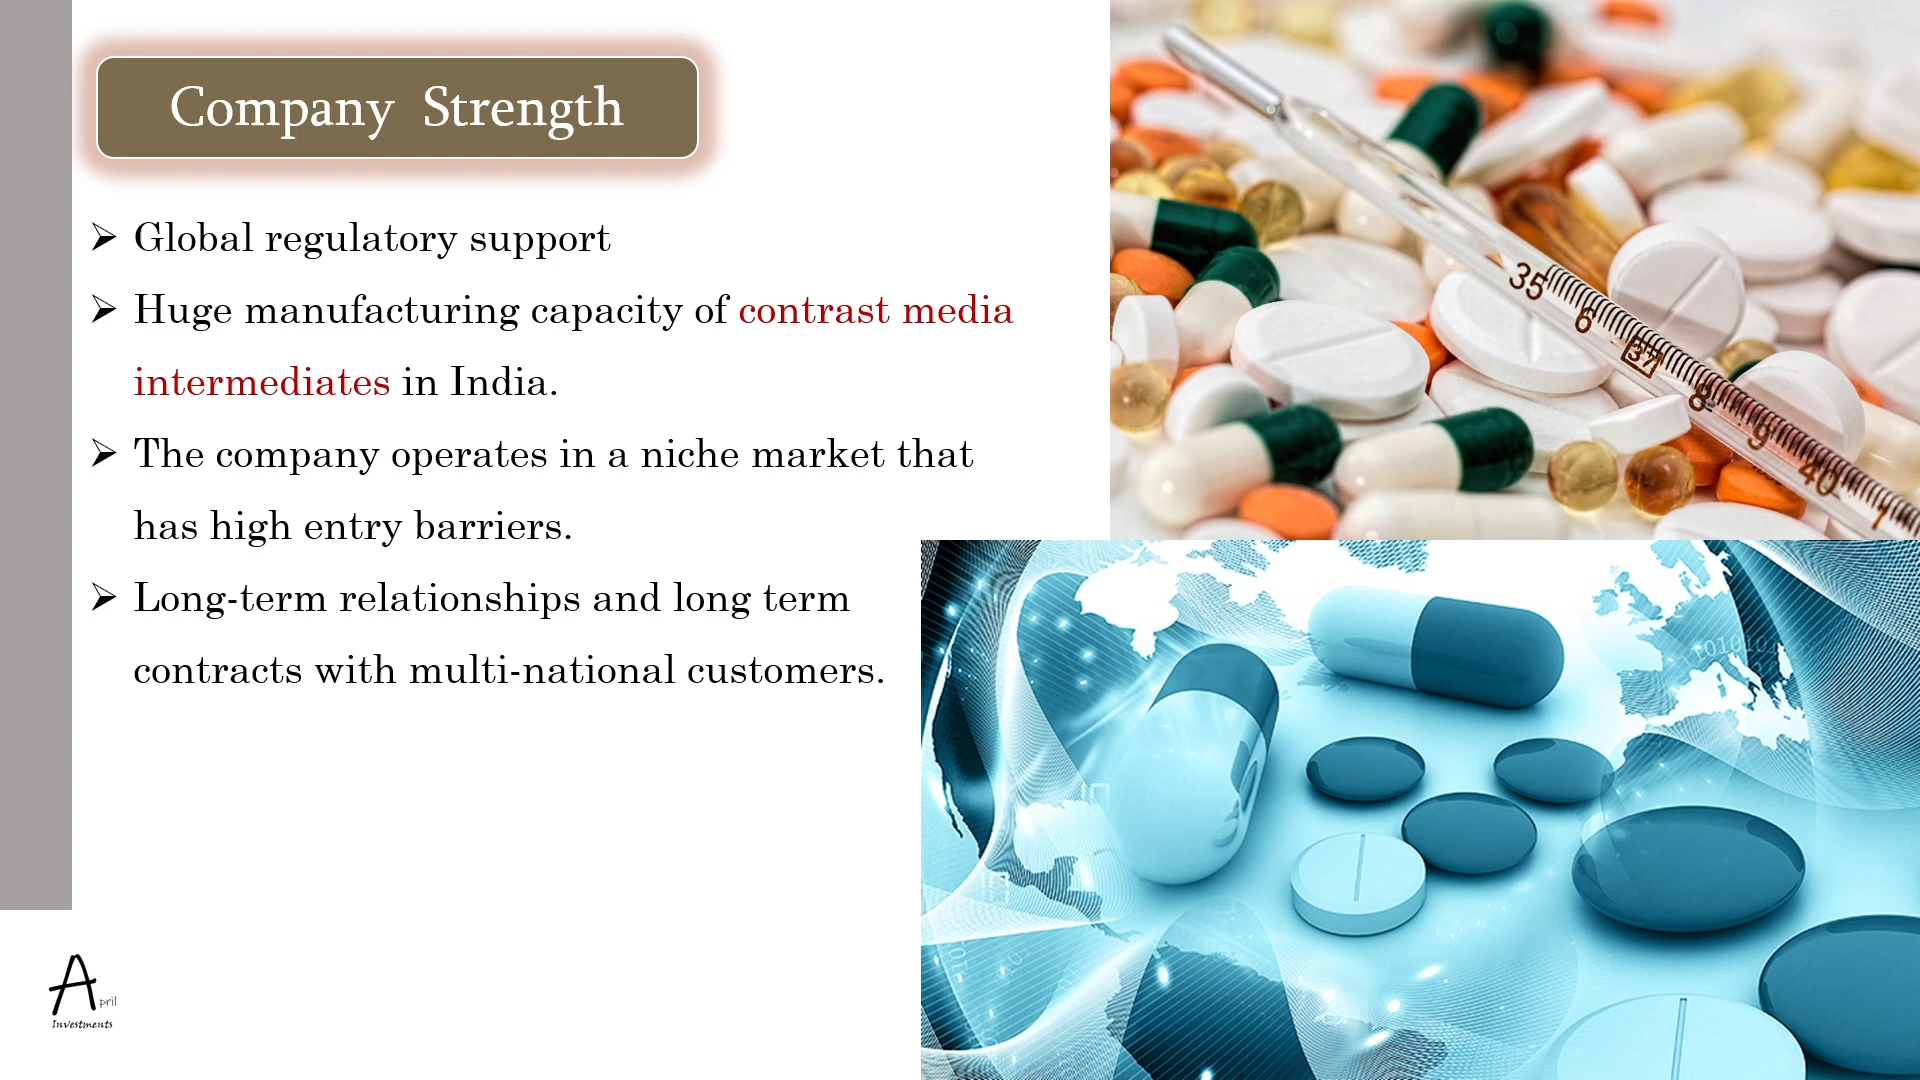 Company Strength
➢ Global regulatory support
➢ Huge manufacturing capacity of contrast media
intermediates in India.
➢ The company operates in a niche market that
has high entry barriers.
➢ Long-term relationships and long term
contracts with multi-national customers.
35
6
37
8
9
40
April
Investments